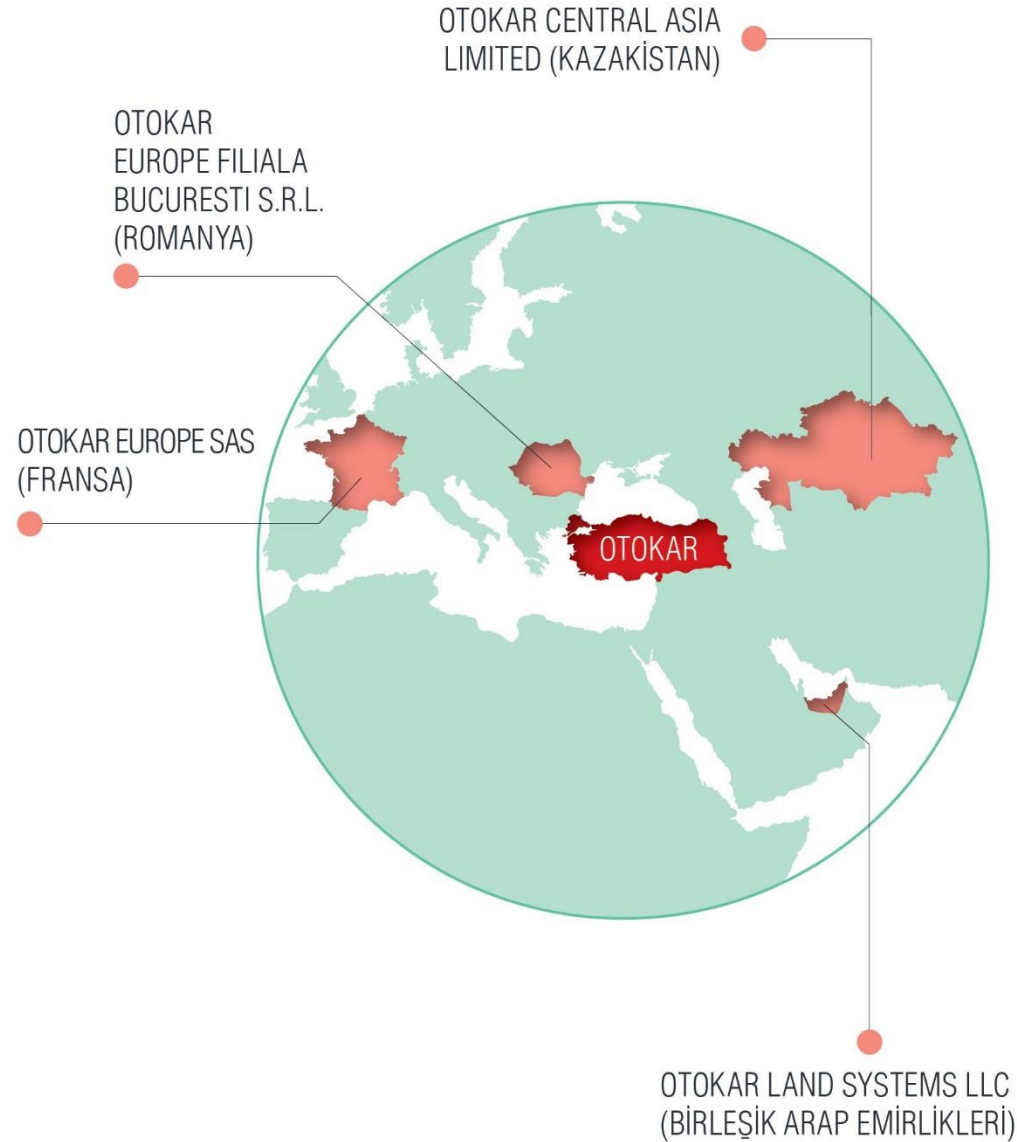 OTOKAR CENTRAL ASIA
LIMITED (KAZAKİSTAN)
OTOKAR
EUROPE FILIALA
BUCURESTI S.R.L.
(ROMANYA)
OTOKAR EUROPE SAS
(FRANSA)
OTOKAR
OTOKAR LAND SYSTEMS LLC
(BİRLEŞİK ARAP EMİRLİKLERİ)